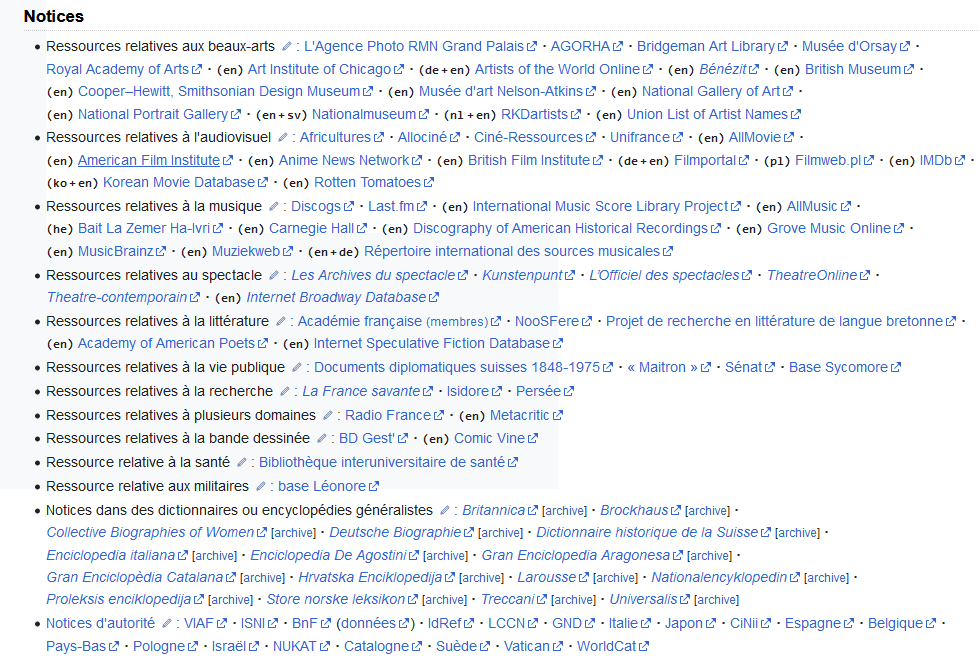 Notices
Ressources relatives aux beaux-arts : L'Agence Photo RMN Grand Palais · AGORHA · Bridgeman Art Library · Musée d'Orsay ·
Royal Academy of Arts · (en) Art Institute of Chicago · (de + en) Artists of the World Online · (en) Bénézit · (en) British Museum ·
(en) Cooper–Hewitt, Smithsonian Design Museum · (en) Musée d'art Nelson-Atkins · (en) National Gallery of Art ·
(en) National Portrait Gallery · (en + sv) Nationalmuseum · (nl + en) RKDartists · (en) Union List of Artist Names
Ressources relatives à l'audiovisuel : Africultures · Allociné · Ciné-Ressources · Unifrance · (en) AllMovie ·
(en) American Film Institute · (en) Anime News Network · (en) British Film Institute · (de + en) Filmportal · (pl) Filmweb.pl · (en) IMDb ·
(ko + en) Korean Movie Database · (en) Rotten Tomatoes
Ressources relatives à la musique : Discogs · Last.fm · (en) International Music Score Library Project · (en) AllMusic ·
(he) Bait La Zemer Ha-Ivri · (en) Carnegie Hall · (en) Discography of American Historical Recordings · (en) Grove Music Online ·
(en) MusicBrainz · (en) Muziekweb · (en + de) Répertoire international des sources musicales
Ressources relatives au spectacle : Les Archives du spectacle · Kunstenpunt · L'Officiel des spectacles · TheatreOnline ·
Theatre-contemporain · (en) Internet Broadway Database
Ressources relatives à la littérature : Académie française (membres) · NooSFere · Projet de recherche en littérature de langue bretonne ·
(en) Academy of American Poets · (en) Internet Speculative Fiction Database
Ressources relatives à la vie publique : Documents diplomatiques suisses 1848-1975 · « Maitron » · Sénat · Base Sycomore
Ressources relatives à la recherche : La France savante · Isidore · Persée
Ressources relatives à plusieurs domaines : Radio France · (en) Metacritic
Ressources relatives à la bande dessinée : BD Gest' · (en) Comic Vine
Ressource relative à la santé : Bibliothèque interuniversitaire de santé
Ressource relative aux militaires : base Léonore
Notices dans des dictionnaires ou encyclopédies généralistes : Britannica [archive] · Brockhaus [archive] ·
Collective Biographies of Women [archive] · Deutsche Biographie [archive] · Dictionnaire historique de la Suisse [archive] ·
Enciclopedia italiana [archive] · Enciclopedia De Agostini [archive] · Gran Enciclopedia Aragonesa [archive] ·
Gran Enciclopèdia Catalana [archive] · Hrvatska Enciklopedija [archive] · Larousse [archive] · Nationalencyklopedin [archive] ·
Proleksis enciklopedija [archive] · Store norske leksikon [archive] · Treccani [archive] · Universalis [archive]
Notices d'autorité : VIAF · ISNI · BnF (données) · IdRef · LCCN · GND · Italie · Japon · CiNii · Espagne · Belgique ·
Pays-Bas · Pologne · Israël · NUKAT · Catalogne · Suède · Vatican · WorldCat